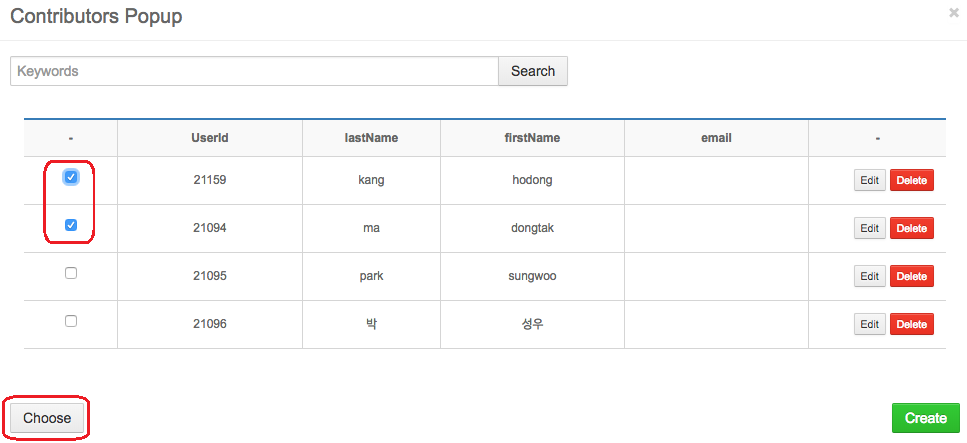 Contributors Popup ×
Keywords Search
- UserId lastName firstName email -
21159 kang hodong Edit Delete
21094 ma dongtak Edit Delete
21095 park sungwoo Edit Delete
21096 박 성우 Edit Delete
Choose Create